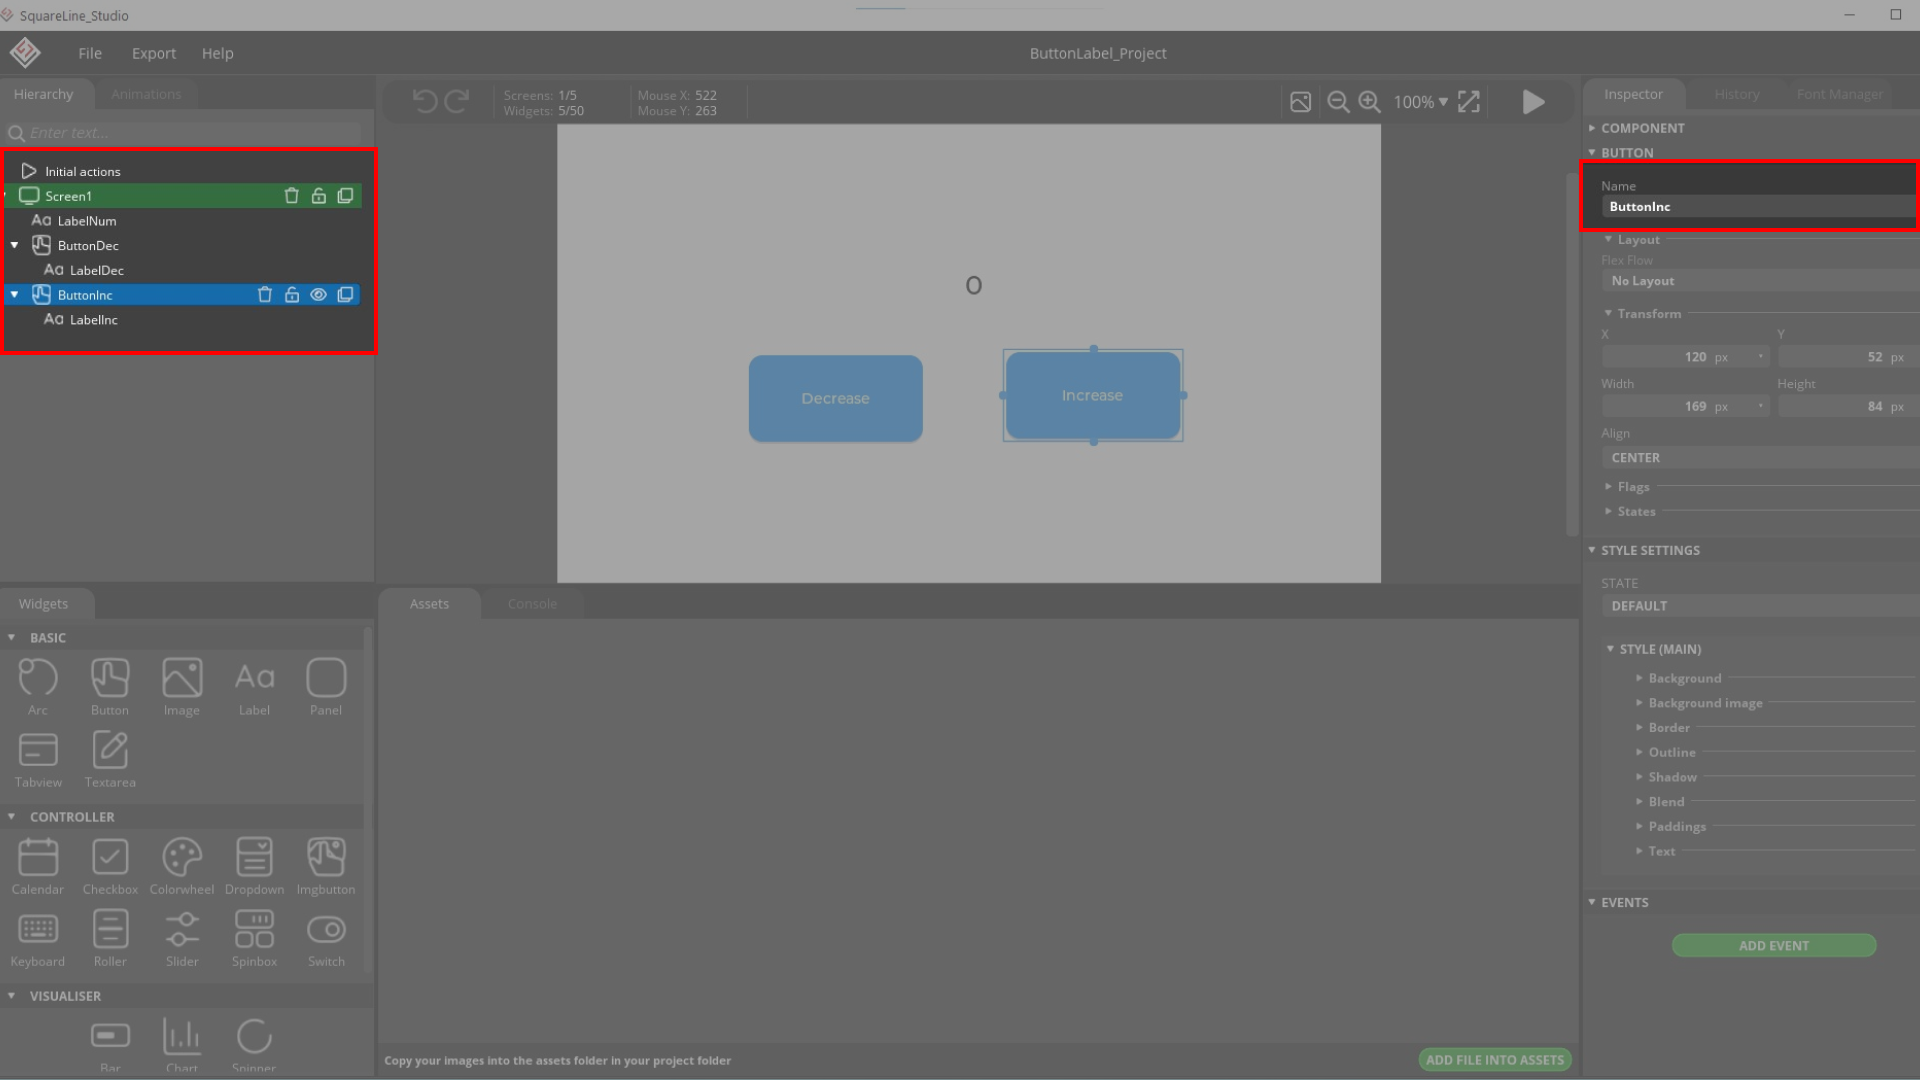 SquareLine_Studio
File Export Help
ButtonLabel_Project
Hierarchy Animations
Enter text...
Initial actions
Screen1
LabelNum
ButtonDec
LabelDec
ButtonInc
LabelInc
Screens: 1/5
Widgets: 5/50
Mouse X: 522
Mouse Y: 263
100%
0
Decrease
Increase
Inspector History Font Manager
COMPONENT
BUTTON
Name
ButtonInc
Layout
Flex Flow
No Layout
Transform
X Y
120 px 52 px
Width Height
169 px 84 px
Align
CENTER
Flags
States
STYLE SETTINGS
STATE
DEFAULT
STYLE (MAIN)
Background
Background image
Border
Outline
Shadow
Blend
Paddings
Text
EVENTS
ADD EVENT
Widgets
BASIC
Aa
Arc Button Image Label Panel
Tabview Textarea
CONTROLLER
Calendar Checkbox Colorwheel Dropdown Imgbutton
Keyboard Roller Slider Spinbox Switch
VISUALISER
Bar Chart Spinner
Assets Console
Copy your images into the assets folder in your project folder
ADD FILE INTO ASSETS